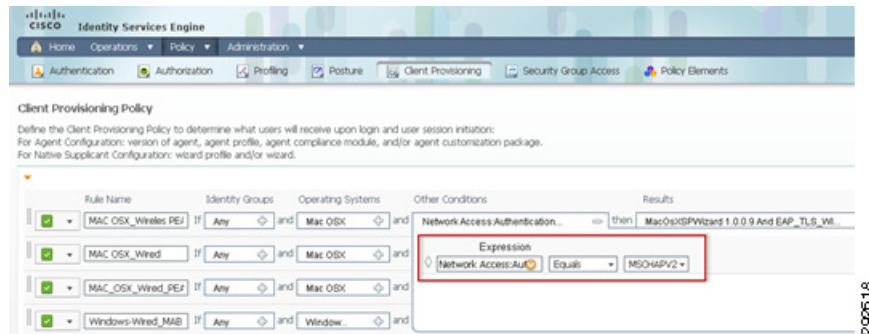 CISCO Identity Services Engine
Home Operations Policy Administration
Authentication Authorization Profiling Posture Client Provisioning Security Group Access Policy Elements
Client Provisioning Policy
Define the Client Provisioning Policy to determine what users will receive upon login and user session initiation:
For Agent Configuration: version of agent, agent profile, agent compliance module, and/or agent customization package.
For Native Supplicant Configuration: wizard profile and/or wizard.
Rule Name Identity Groups Operating Systems Other Conditions Results
MAC OSX_Wireles PEA If Any and Mac OSX and Network Access:Authentication... then MacOsXSPWizard 1.0.0.9 And EAP_TLS_WI...
Expression
MAC OSX_Wired If Any and Mac OSX and Network Access:Aut Equals MSCHAPV2
MAC_OSX_Wired_PEA If Any and Mac OSX and
Windows-Wired_MAB If Any and Window... and
292518